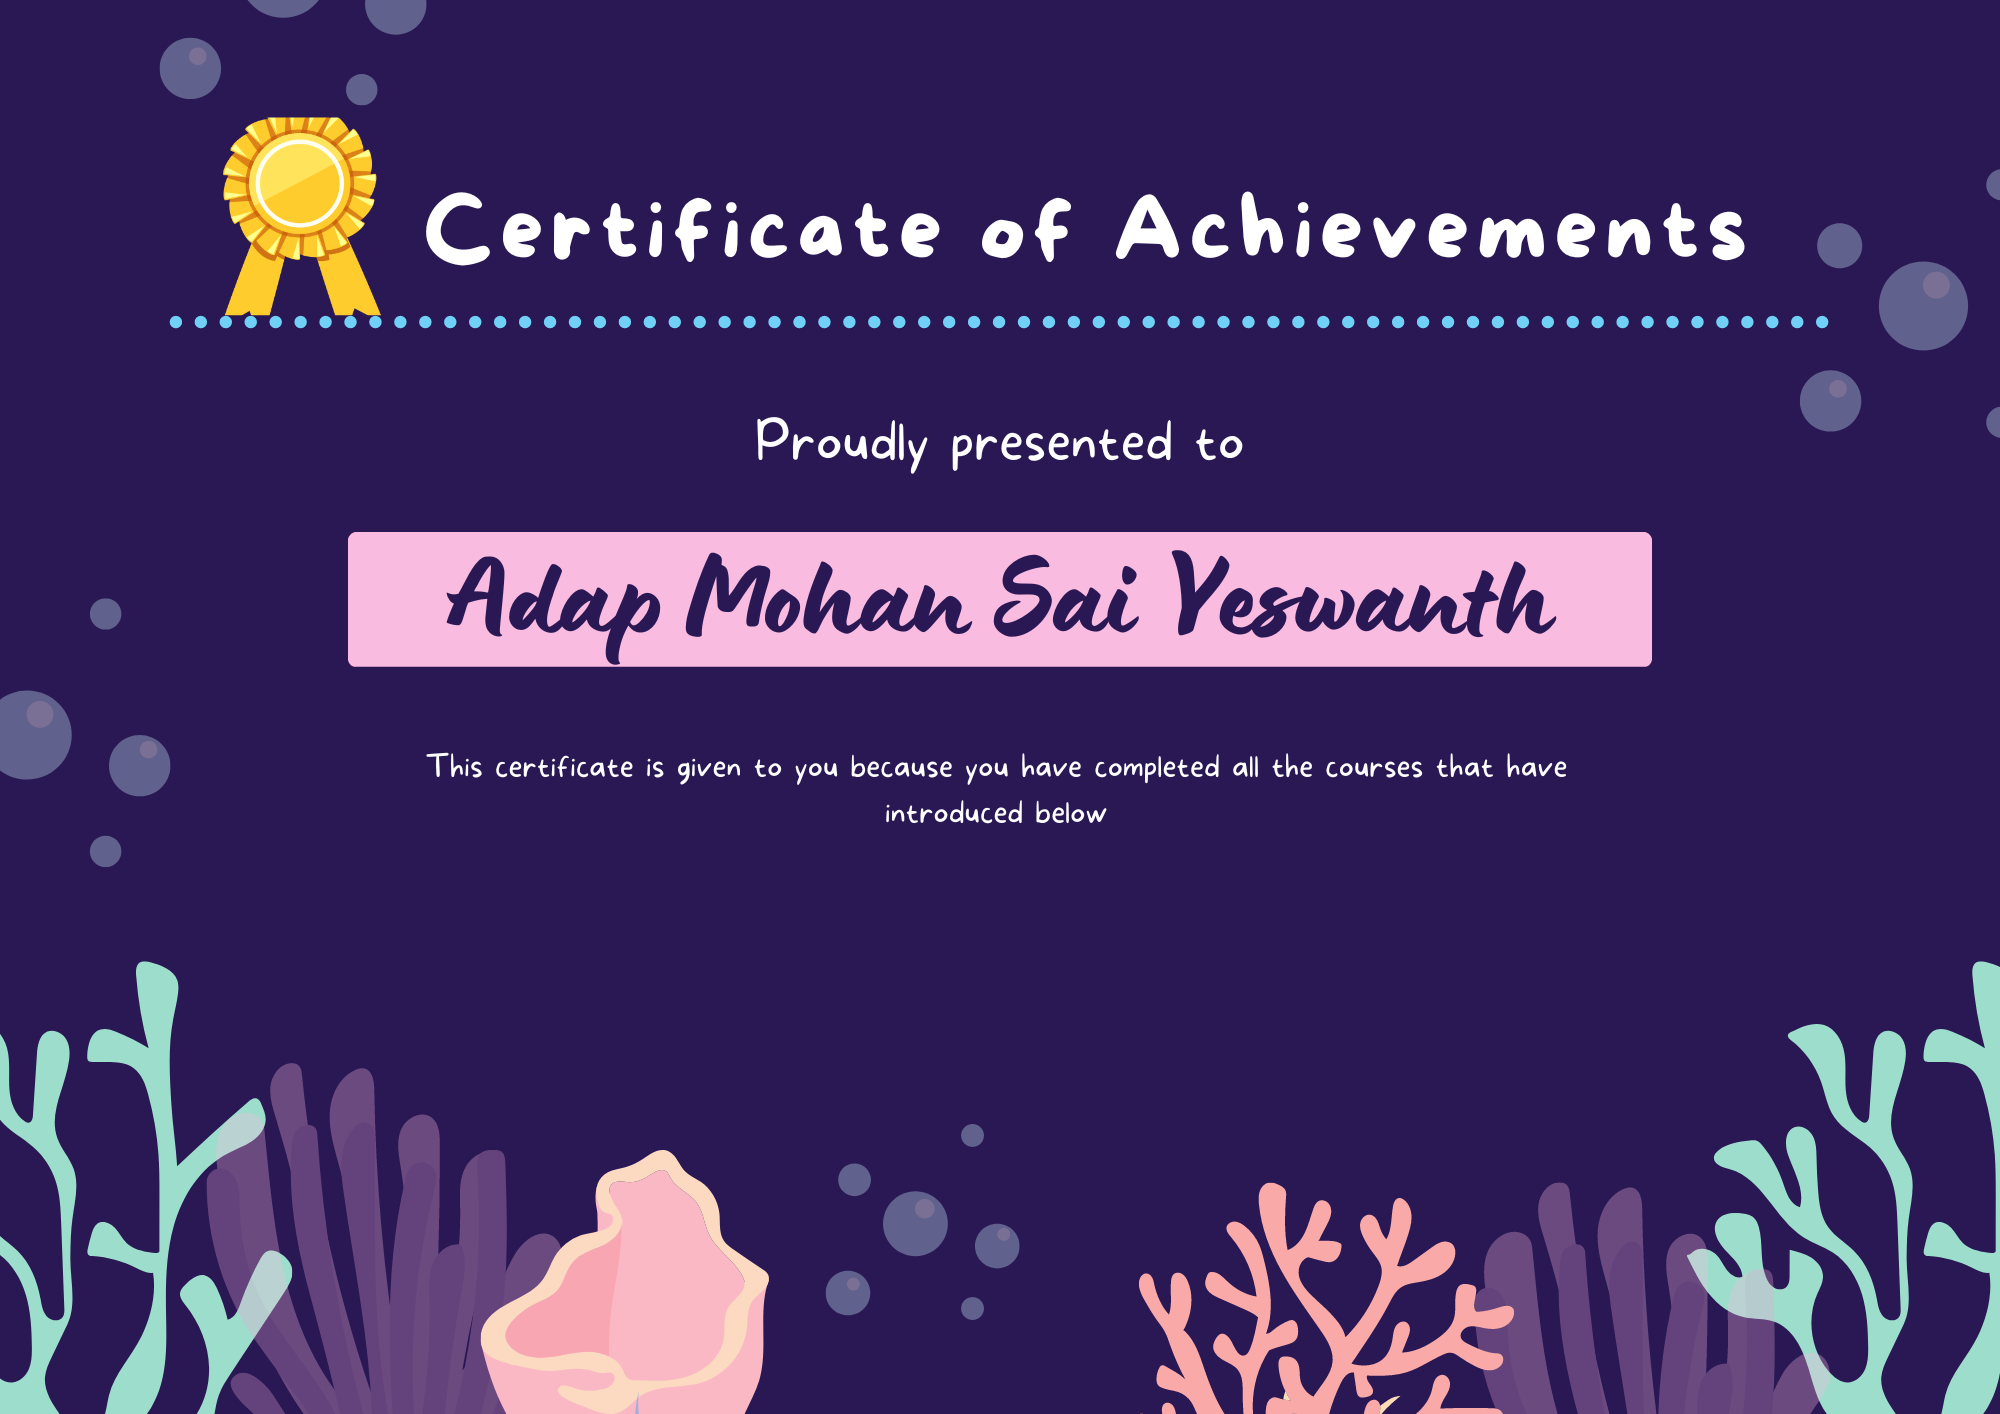 Certificate of Achievements
Proudly presented to
Adap Mohan Sai Yeswanth
This certificate is given to you because you have completed all the courses that have
introduced below